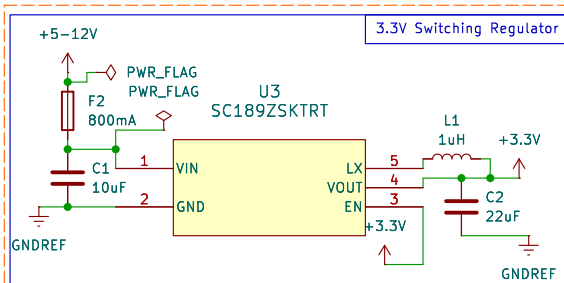 3.3V Switching Regulator
+5-12V
PWR_FLAG
PWR_FLAG
F2
800mA
U3
SC189ZSKTRT
L1
1uH
+3.3V
C1
10uF
1
VIN
2
GND
LX
5
VOUT
4
EN
3
C2
22uF
+3.3V
GNDREF
GNDREF